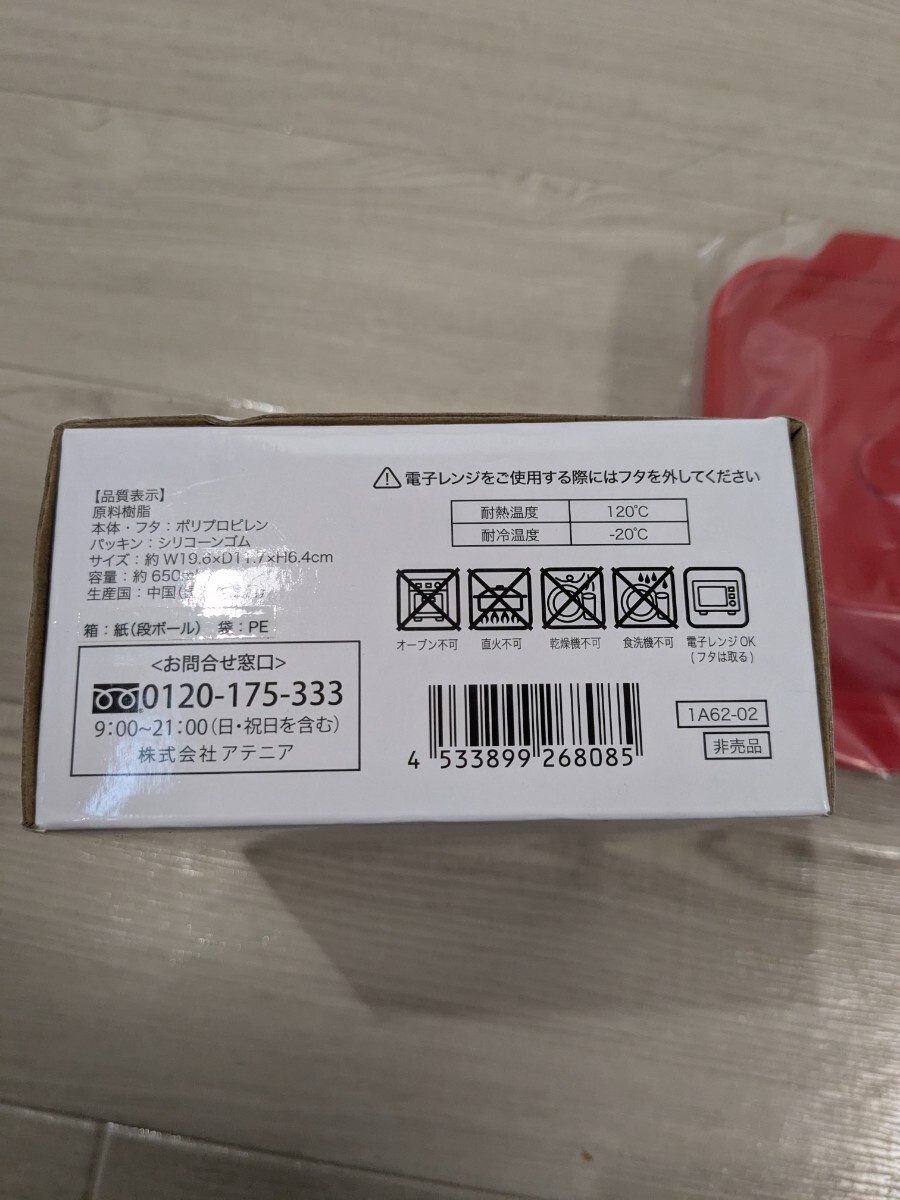 【品質表示】
原料樹脂
本体・フタ：ポリプロピレン
パッキン：シリコーンゴム
サイズ：約 W19.6×D11.7×H6.4cm
容量：約 650
生産国：中国
箱：紙（段ボール） 袋：PE
<お問合せ窓口>
0120-175-333
9:00~21:00（日・祝日を含む）
株式会社アテニア
⚠電子レンジをご使用する際にはフタを外してください
耐熱温度 120℃
耐冷温度 -20℃
オーブン不可 直火不可 乾燥機不可 食洗機不可 電子レンジOK
（フタは取る）
4 533899 268085
1A62-02
非売品